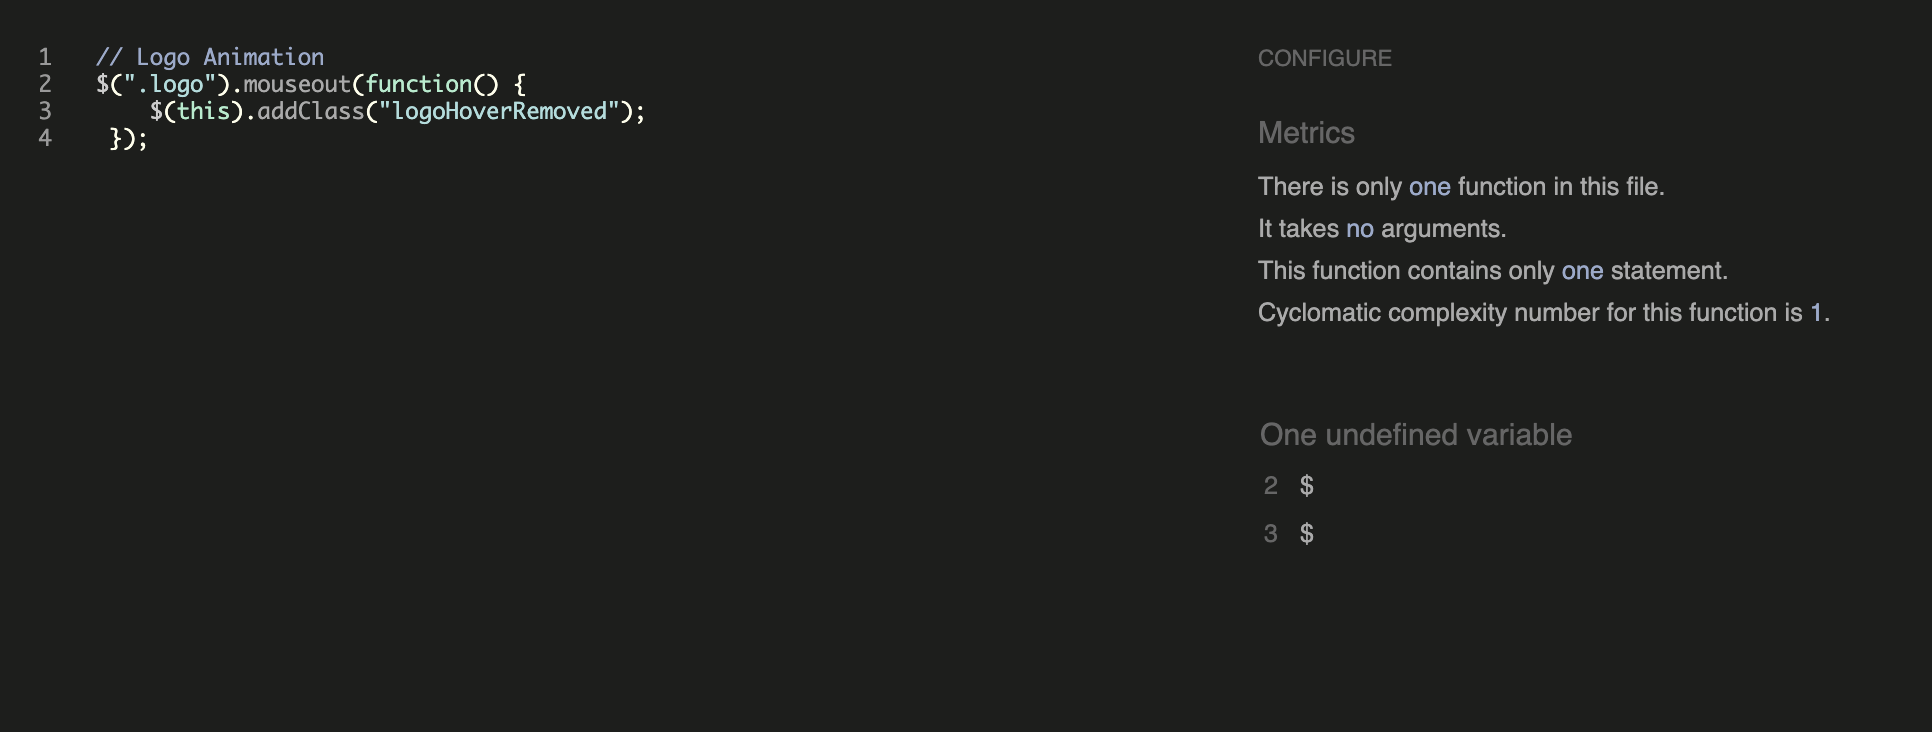 1 // Logo Animation
2 $(".logo").mouseout(function() {
3     $(this).addClass("logoHoverRemoved");
4  });
CONFIGURE
Metrics
There is only one function in this file.
It takes no arguments.
This function contains only one statement.
Cyclomatic complexity number for this function is 1.
One undefined variable
2 $
3 $